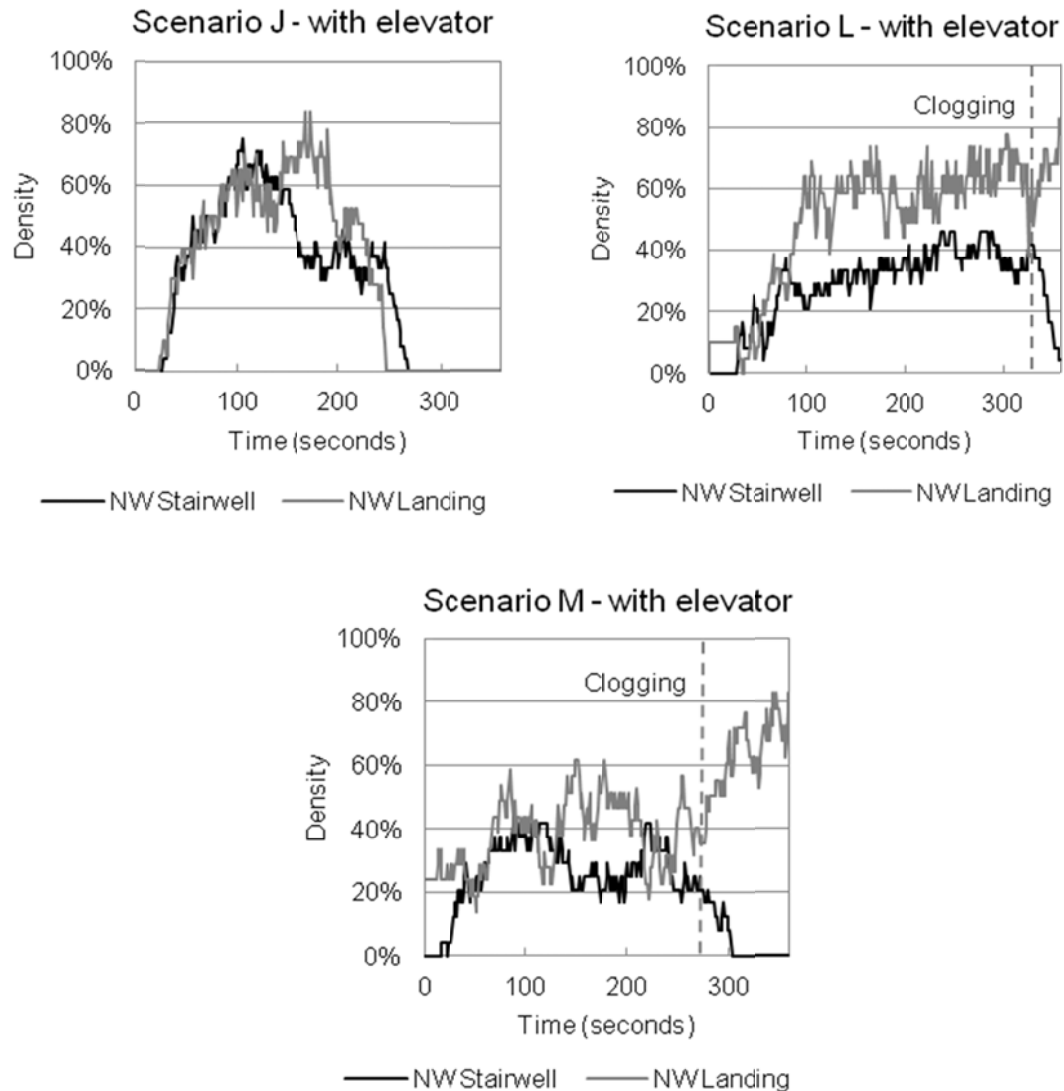 Scenario J - with elevator
100%
80%
60%
40%
20%
0%
Density
0 100 200 300
Time (seconds)
NW Stairwell NW Landing
Scenario L - with elevator
100%
80%
60%
40%
20%
0%
Density
Clogging
0 100 200 300
Time (seconds)
NW Stairwell NW Landing
Scenario M - with elevator
100%
80%
60%
40%
20%
0%
Density
Clogging
0 100 200 300
Time (seconds)
NW Stairwell NW Landing